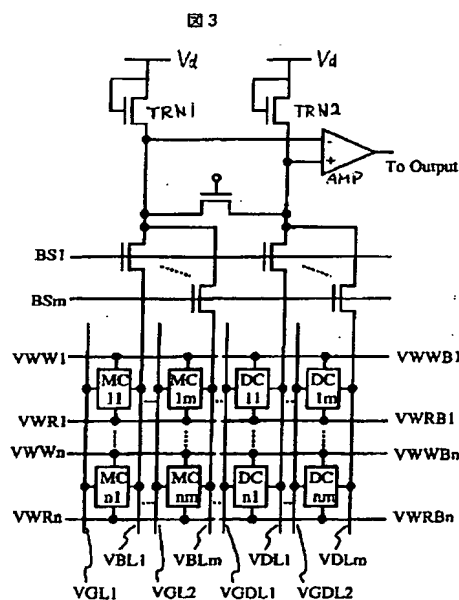 図3
Vd Vd
TRN1 TRN2
-
+
AMP
To Output
BS1
BSm
VWW1 VWWB1
MC 11 MC 1m DC 11 DC 1m
VWR1 VWRB1
VWWn VWWBn
MC n1 MC nm DC n1 DC nm
VWRn VWRBn
VBL1 VBLm VDL1 VDLm
VGL1 VGL2 VGDL1 VGDL2